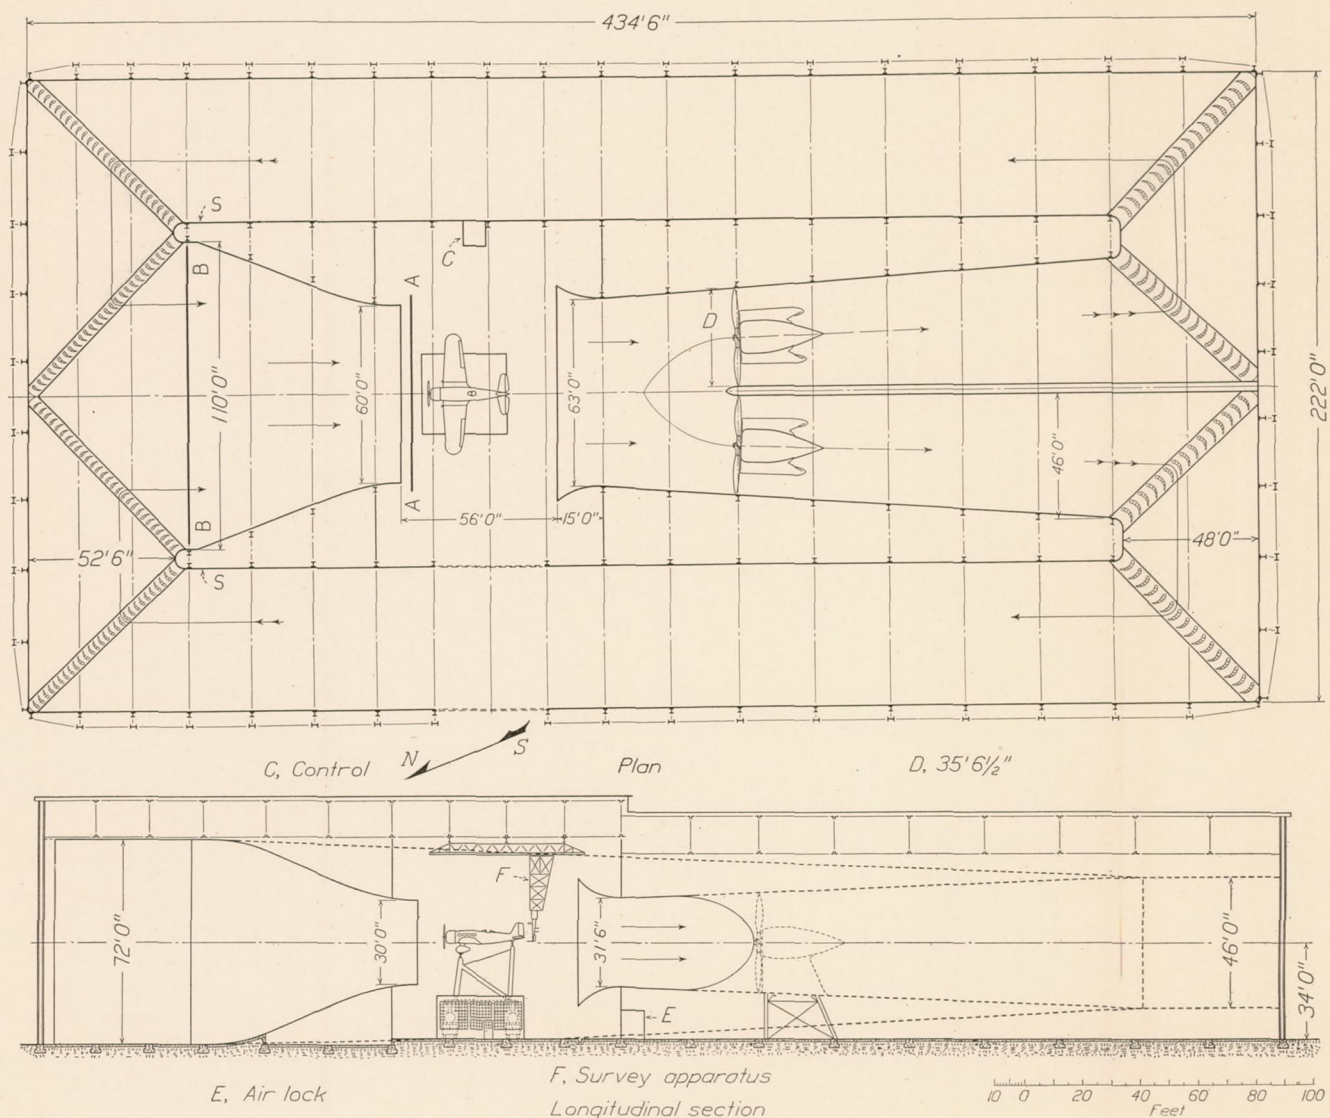 434'6"
S
C
B
A
D
110'0"
60'0"
63'0"
46'0"
222'0"
A
B
56'0"
15'0"
52'6"
48'0"
S
N
S
C, Control
Plan
D, 35'6½"
F
72'0"
30'0"
31'6"
46'0"
34'0"
E
E, Air lock
F, Survey apparatus
Longitudinal section
10 0 20 40 60 80 100
Feet